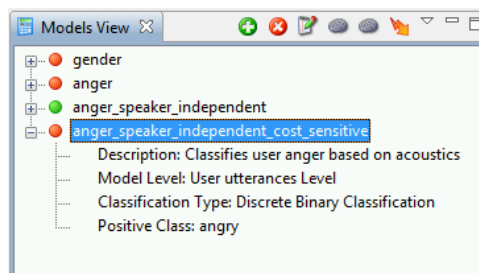 Models View
gender
anger
anger_speaker_independent
anger_speaker_independent_cost_sensitive
Description: Classifies user anger based on acoustics
Model Level: User utterances Level
Classification Type: Discrete Binary Classification
Positive Class: angry